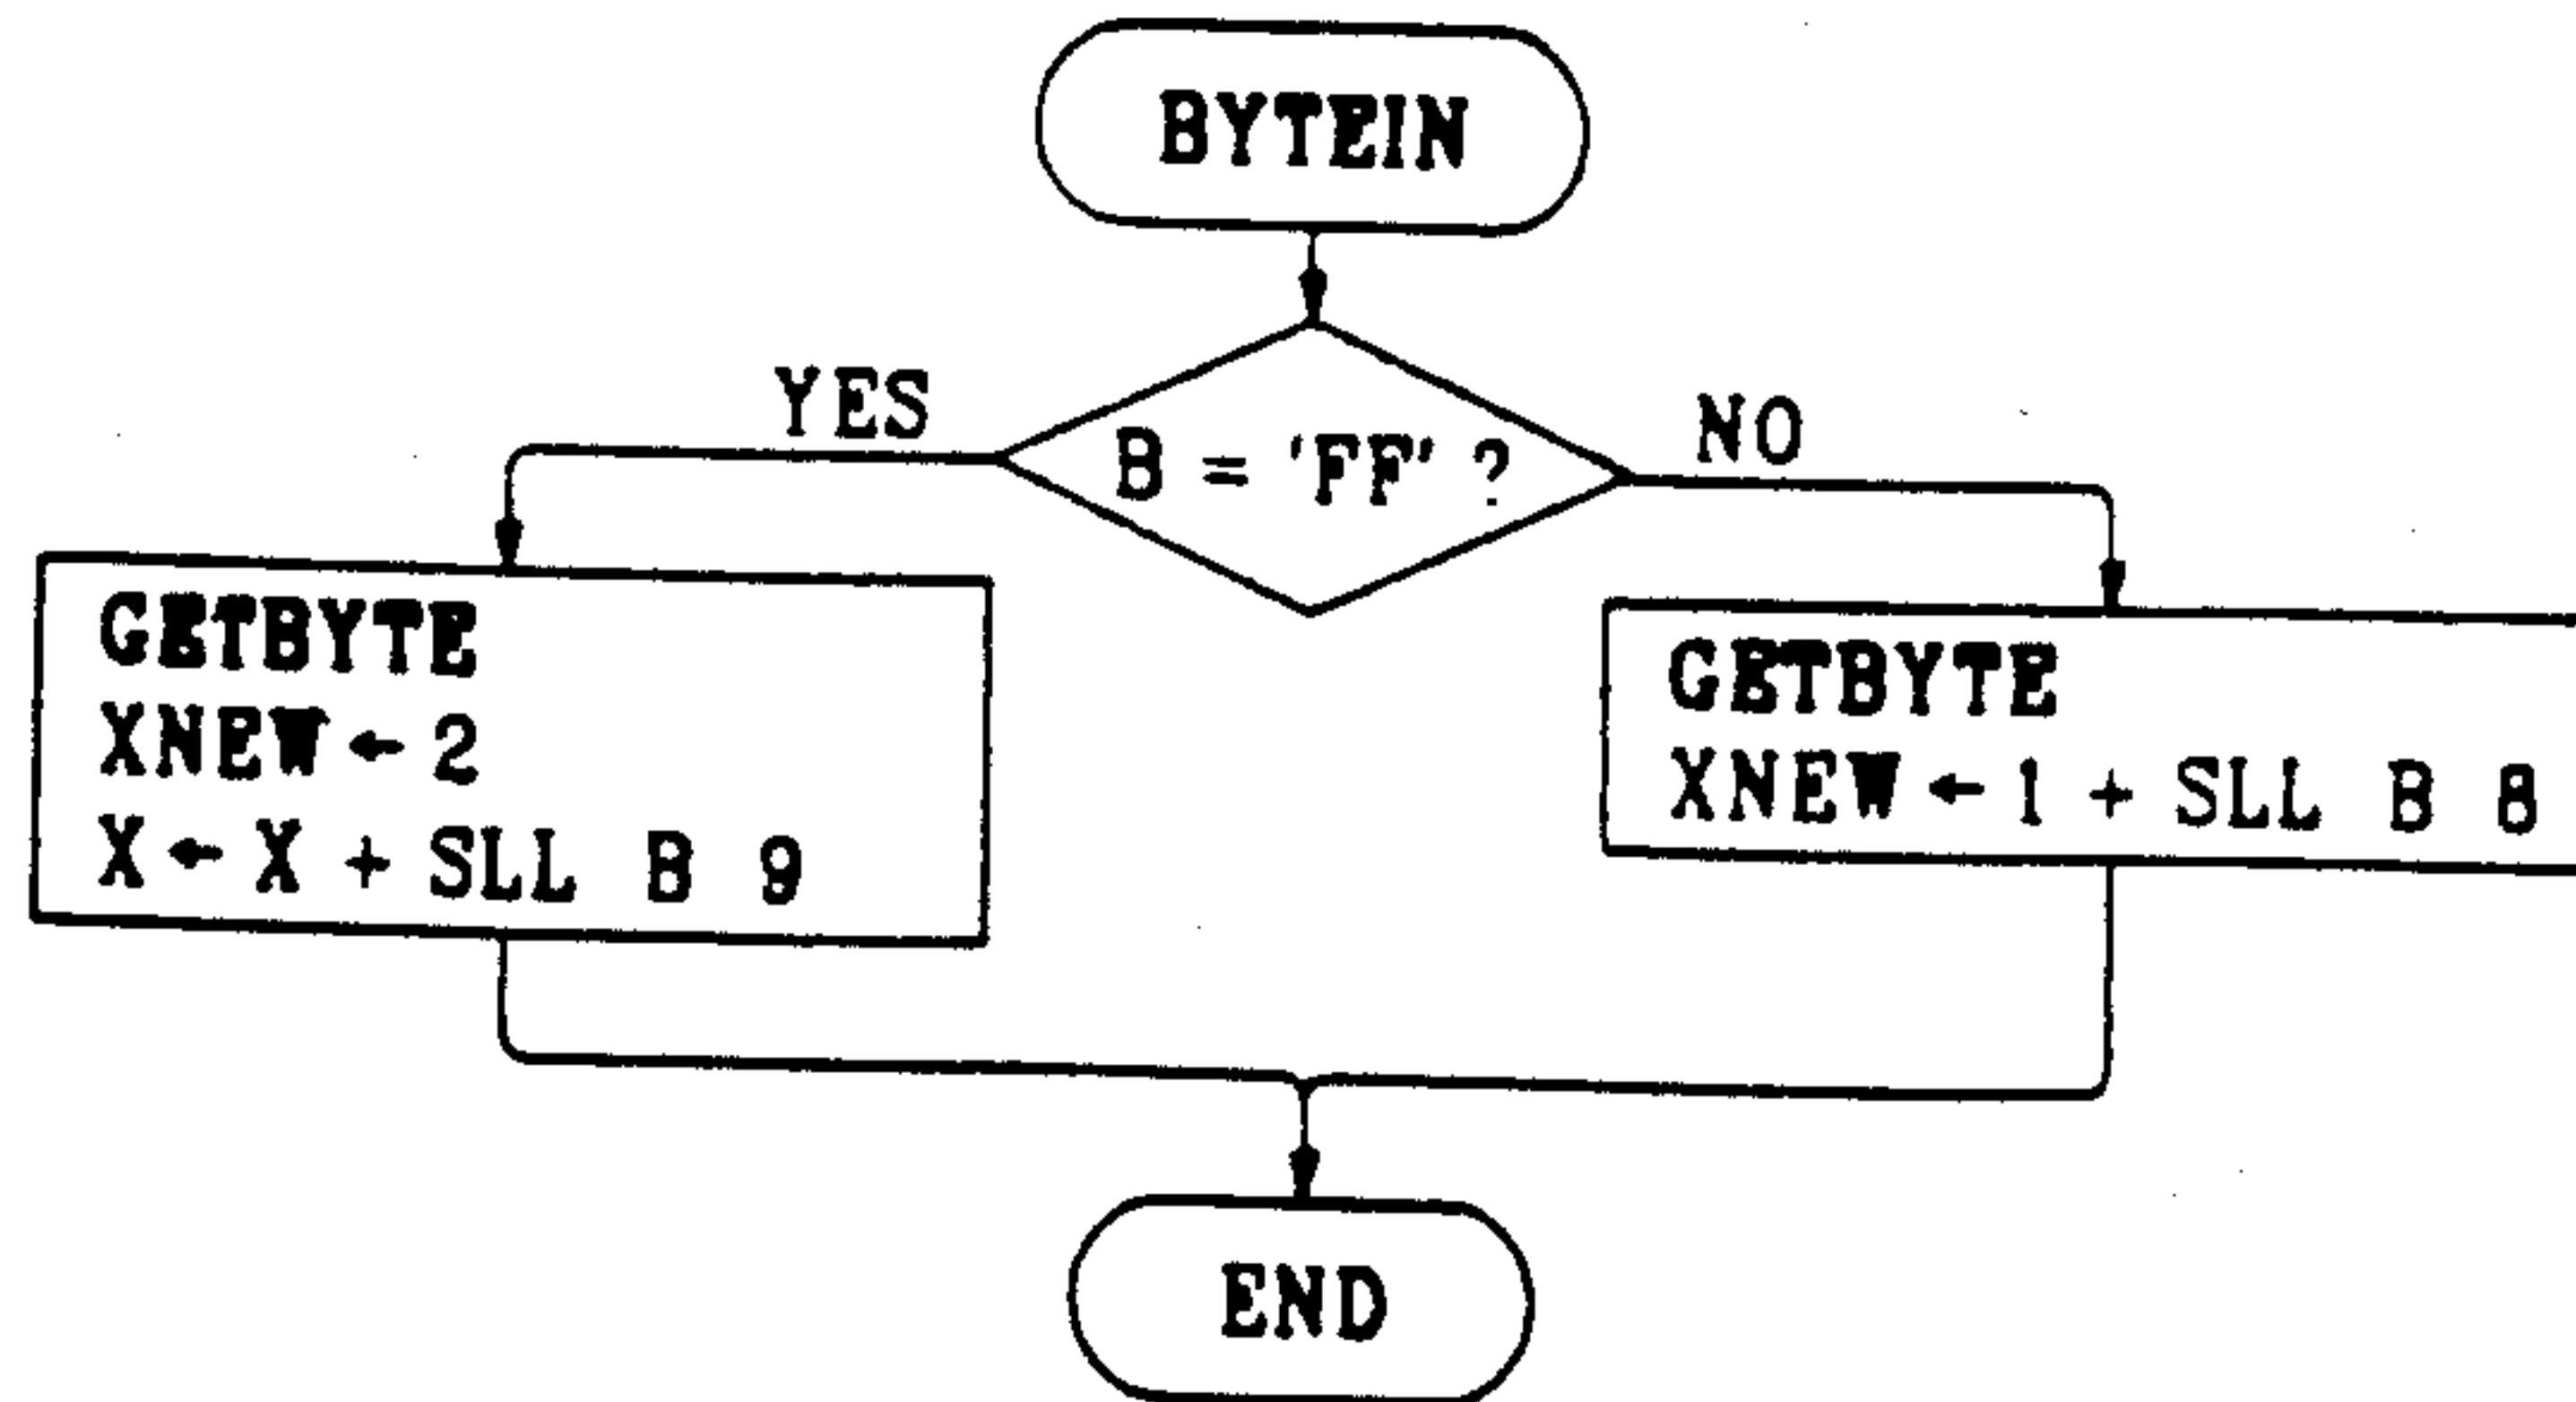 BYTEIN
YES
NO
B = 'FF' ?
GETBYTE
XNEW ← 2
X ← X + SLL B 9
GETBYTE
XNEW ← 1 + SLL B 8
END